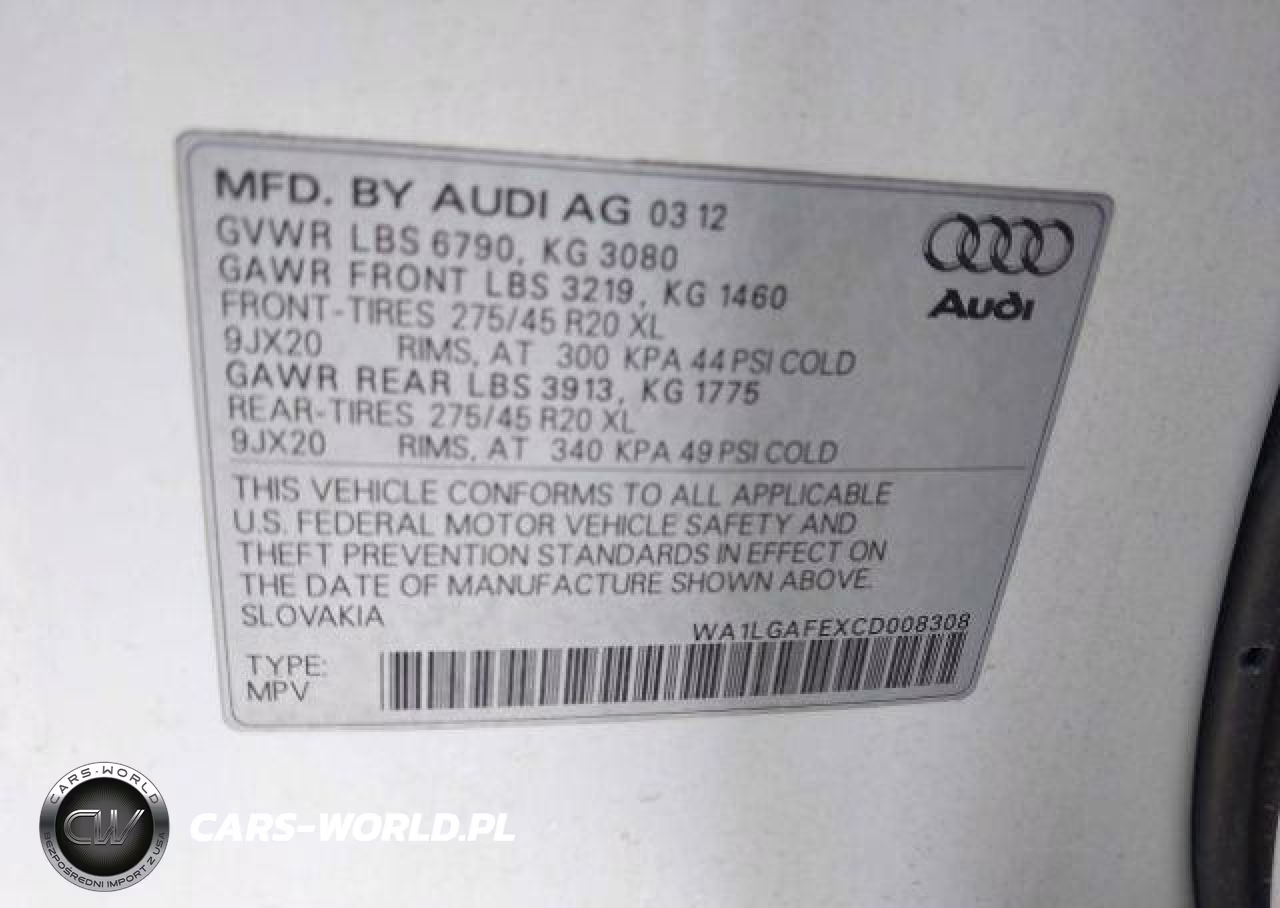 MFD. BY AUDI AG 03 12
GVWR LBS 6790, KG 3080
GAWR FRONT LBS 3219, KG 1460
FRONT-TIRES 275/45 R20 XL
9JX20 RIMS, AT 300 KPA 44 PSI COLD
GAWR REAR LBS 3913, KG 1775
REAR-TIRES 275/45 R20 XL
9JX20 RIMS, AT 340 KPA 49 PSI COLD
Audi
THIS VEHICLE CONFORMS TO ALL APPLICABLE
U.S. FEDERAL MOTOR VEHICLE SAFETY AND
THEFT PREVENTION STANDARDS IN EFFECT ON
THE DATE OF MANUFACTURE SHOWN ABOVE.
SLOVAKIA
WA1LGAFEXCD008308
TYPE:
MPV
CARS-WORLD
CW
BEZPOŚREDNI IMPORT Z USA
CARS-WORLD.PL